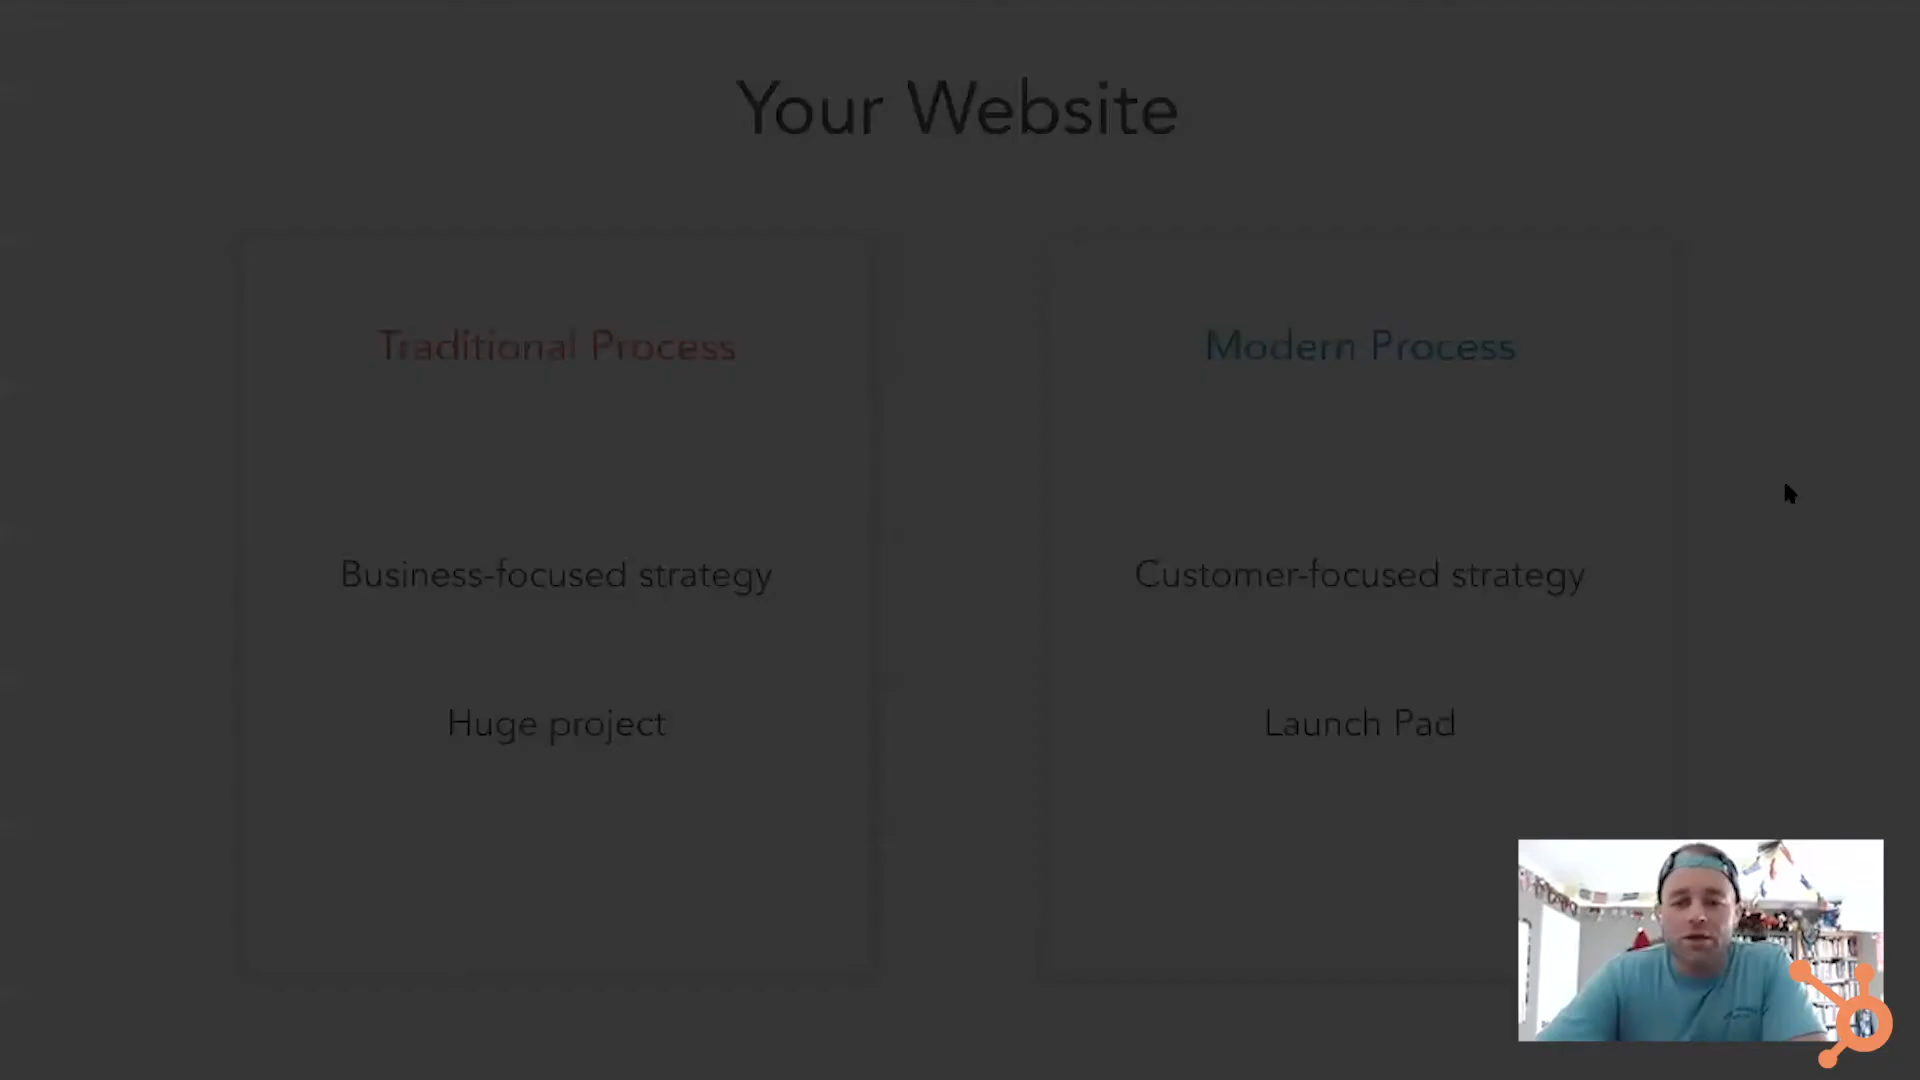 Your Website
Traditional Process
Business-focused strategy
Huge project
Modern Process
Customer-focused strategy
Launch Pad